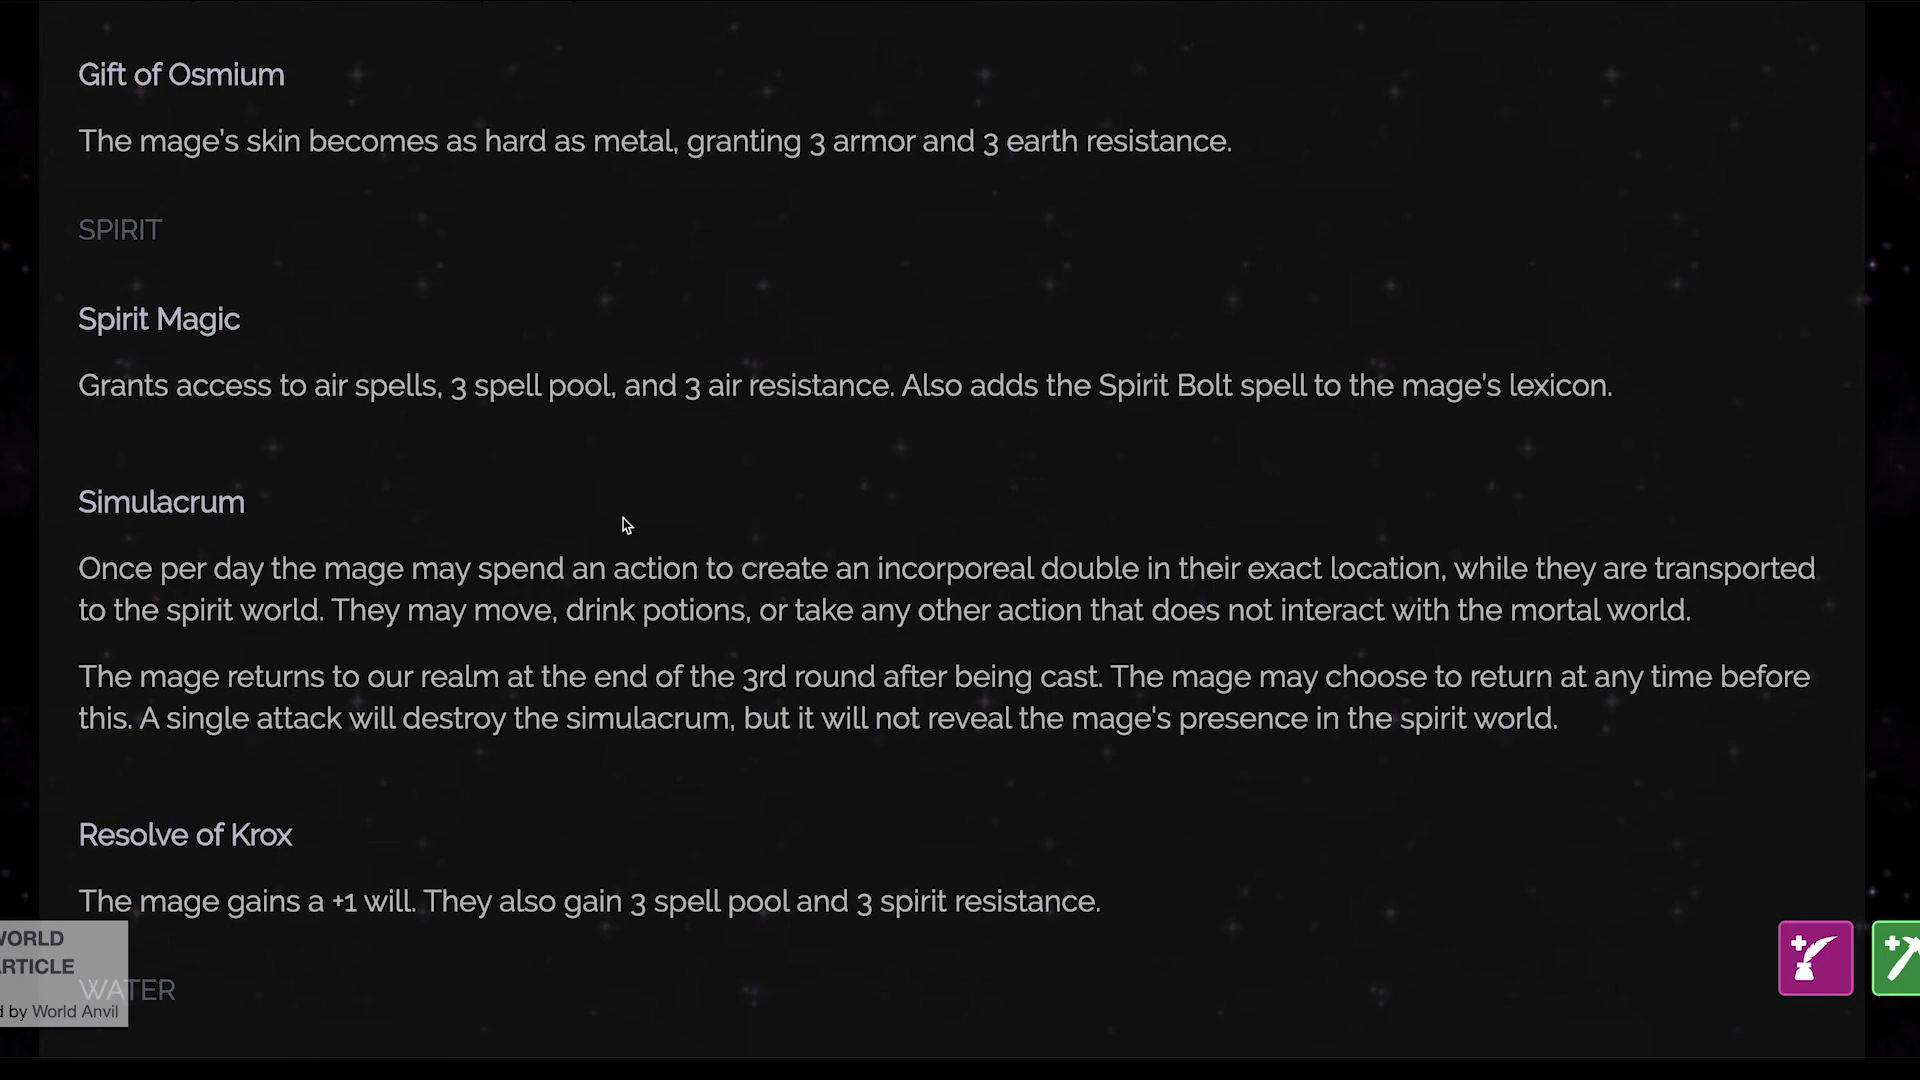 Gift of Osmium
The mage's skin becomes as hard as metal, granting 3 armor and 3 earth resistance.
SPIRIT
Spirit Magic
Grants access to air spells, 3 spell pool, and 3 air resistance. Also adds the Spirit Bolt spell to the mage's lexicon.
Simulacrum
Once per day the mage may spend an action to create an incorporeal double in their exact location, while they are transported
to the spirit world. They may move, drink potions, or take any other action that does not interact with the mortal world.
The mage returns to our realm at the end of the 3rd round after being cast. The mage may choose to return at any time before
this. A single attack will destroy the simulacrum, but it will not reveal the mage's presence in the spirit world.
Resolve of Krox
The mage gains a +1 will. They also gain 3 spell pool and 3 spirit resistance.
WORLD
ARTICLE
WATER
d by World Anvil